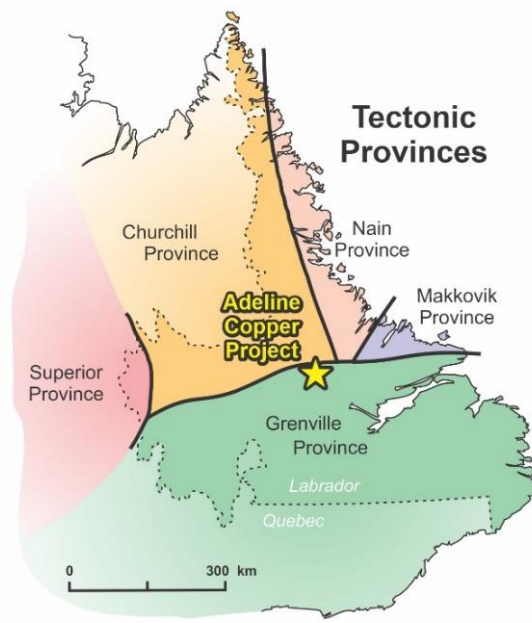 Tectonic
Provinces
Churchill
Province
Nain
Province
Adeline
Copper
Project
Makkovik
Province
Superior
Province
Grenville
Province
Labrador
Quebec
0 300 km